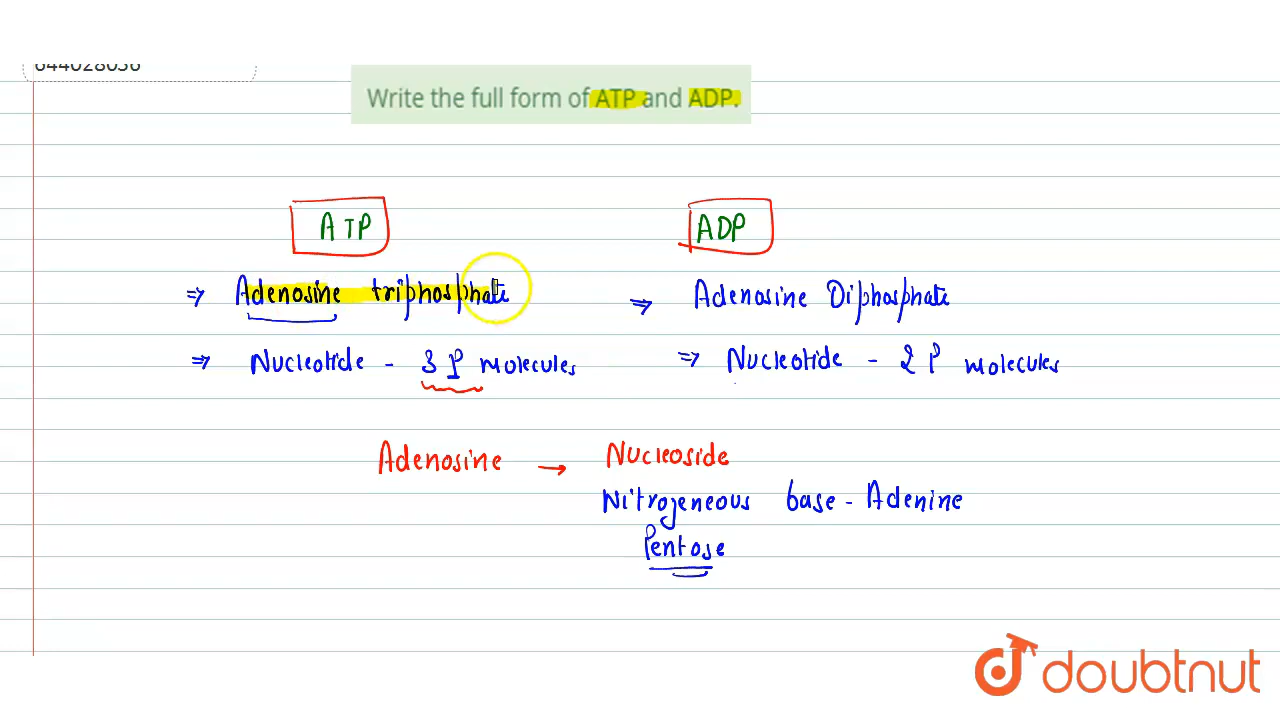 644028036
Write the full form of ATP and ADP.
ATP
ADP
⇒ Adenosine triphosphate
⇒ Adenosine Diphosphate
⇒ Nucleotide - 3 P molecules
⇒ Nucleotide - 2 P molecules
Adenosine → Nucleoside
Nitrogeneous base - Adenine
Pentose
doubtnut